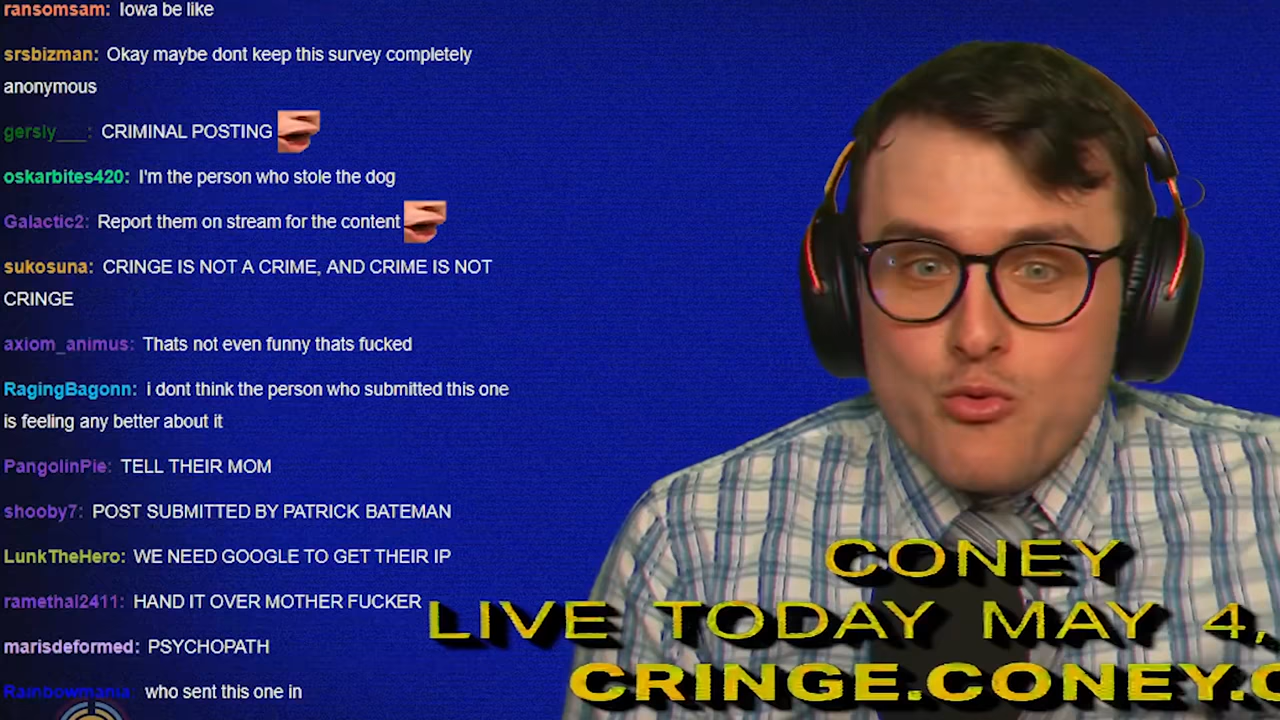 ransomsam: Iowa be like
srsbizman: Okay maybe dont keep this survey completely
anonymous
gersly___: CRIMINAL POSTING
oskarbites420: I'm the person who stole the dog
Galactic2: Report them on stream for the content
sukosuna: CRINGE IS NOT A CRIME, AND CRIME IS NOT
CRINGE
axiom_animus: Thats not even funny thats fucked
RagingBagonn: i dont think the person who submitted this one
is feeling any better about it
PangolinPie: TELL THEIR MOM
shooby7: POST SUBMITTED BY PATRICK BATEMAN
LunkTheHero: WE NEED GOOGLE TO GET THEIR IP
ramethal2411: HAND IT OVER MOTHER FUCKER
marisdeformed: PSYCHOPATH
Rainbowmania: who sent this one in
CONEY
LIVE TODAY MAY 4,
CRINGE.CONEY.